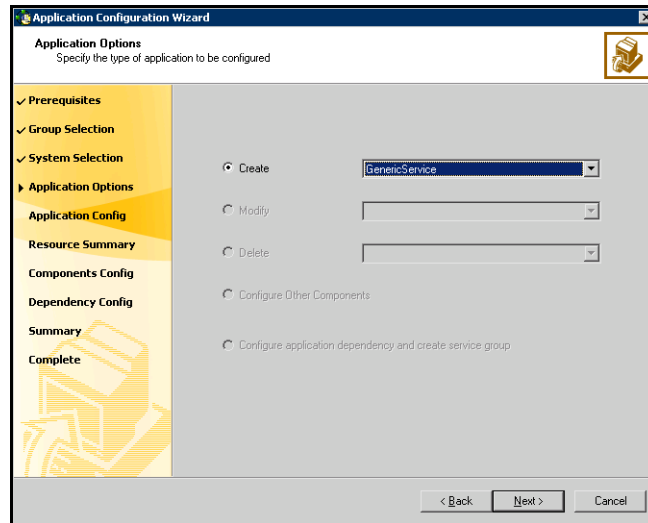 Application Configuration Wizard
Application Options
Specify the type of application to be configured
Prerequisites
Group Selection
System Selection
Application Options
Application Config
Resource Summary
Components Config
Dependency Config
Summary
Complete
Create
GenericService
Modify
Delete
Configure Other Components
Configure application dependency and create service group
< Back
Next >
Cancel